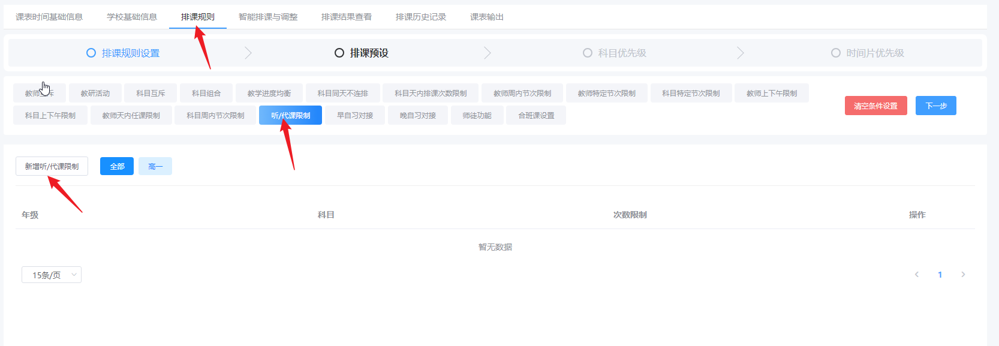 课表时间基础信息 学校基础信息 排课规则 智能排课与调整 排课结果查看 排课历史记录 课表输出
排课规则设置 排课预设 科目优先级 时间片优先级
教师互斥 教研活动 科目互斥 科目组合 教学进度均衡 科目同天不连排 科目天内排课次数限制 教师周内节次限制 教师特定节次限制 科目特定节次限制 教师上下午限制
科目上下午限制 教师天内任课限制 科目周内节次限制 听/代课限制 早自习对接 晚自习对接 师徒功能 合班课设置
清空条件设置 下一步
新增听/代课限制 全部 高一
年级 科目 次数限制 操作
暂无数据
15条/页 1